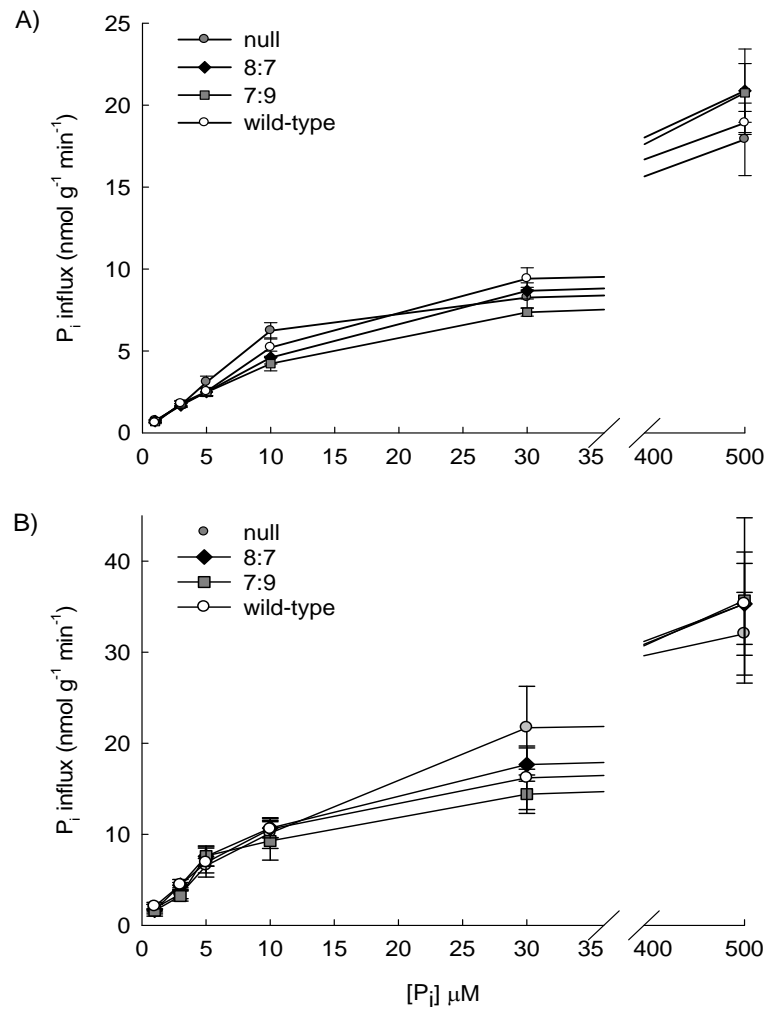 A)
25
20
15
10
5
0
Pi influx (nmol g-1 min-1)
null
8:7
7:9
wild-type
0 5 10 15 20 25 30 35 400 500
B)
40
30
20
10
0
Pi influx (nmol g-1 min-1)
null
8:7
7:9
wild-type
0 5 10 15 20 25 30 35 400 500
[Pi] μM